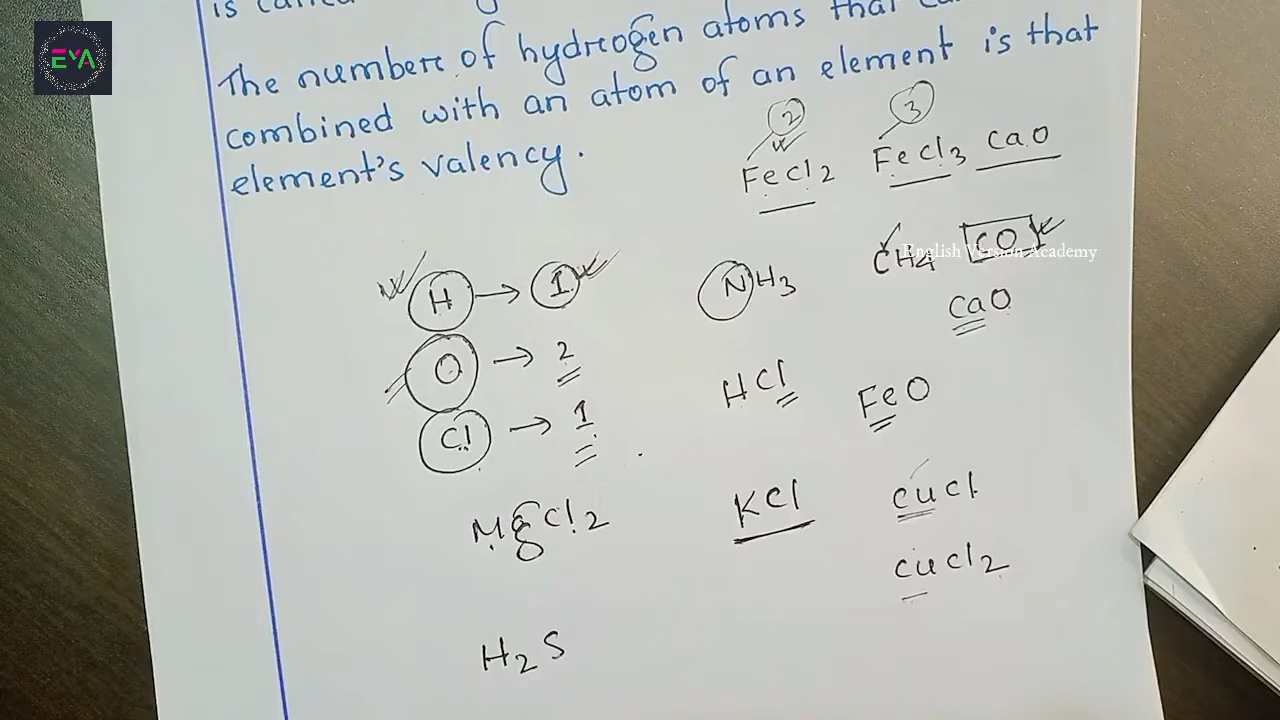 EVA
is called
The number of hydrogen atoms that
combined with an atom of an element is that
element's valency.
2
3
FeCl2 FeCl3 CaO
H → 1
NH3
CH4 CO
English Version Academy
CaO
O → 2
HCl
FeO
Cl → 1
MgCl2
KCl
CuCl
CuCl2
H2S